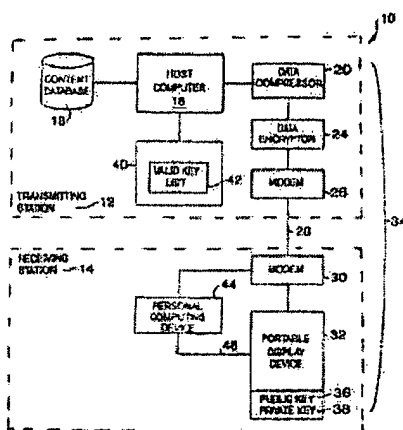 10
CONTENT
DATABASE
18
HOST
COMPUTER
16
DATA
COMPRESSOR
20
DATA
ENCRYPTOR
24
40
VALID KEY
LIST
42
MODEM
26
TRANSMITTING
STATION
12
28
34
RECEIVING
STATION
14
MODEM
30
44
PERSONAL
COMPUTING
DEVICE
PORTABLE
DISPLAY
DEVICE
32
46
PUBLIC KEY
36
PRIVATE KEY
38